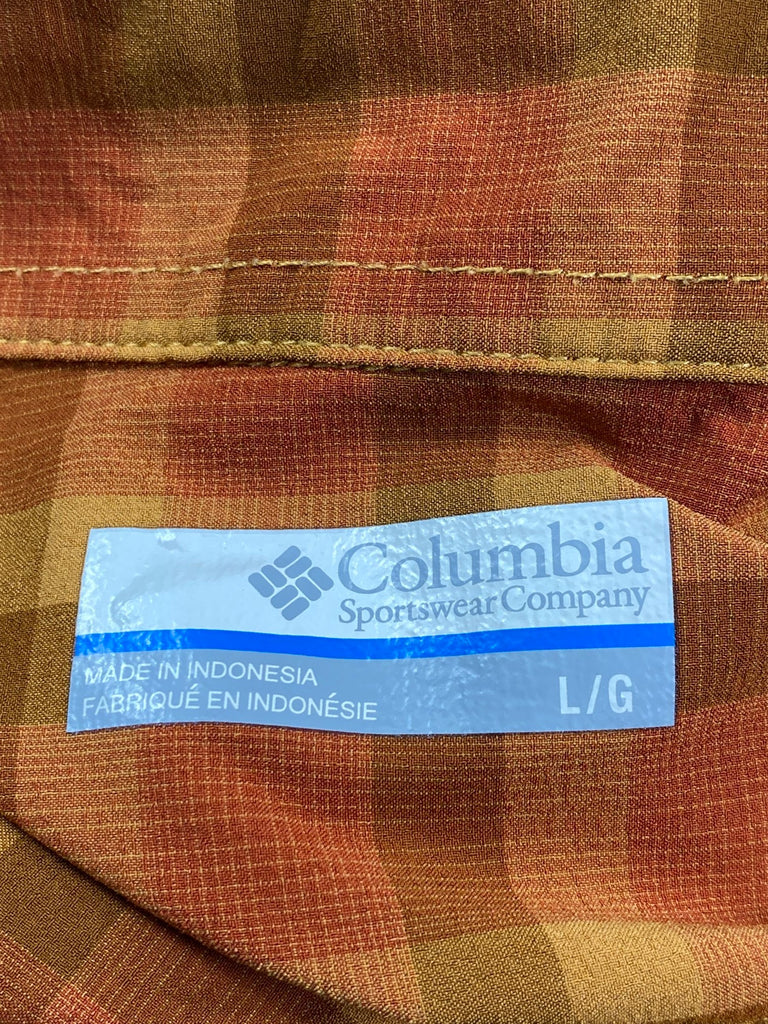 Columbia
Sportswear Company
MADE IN INDONESIA
FABRIQUÉ EN INDONÉSIE
L/G